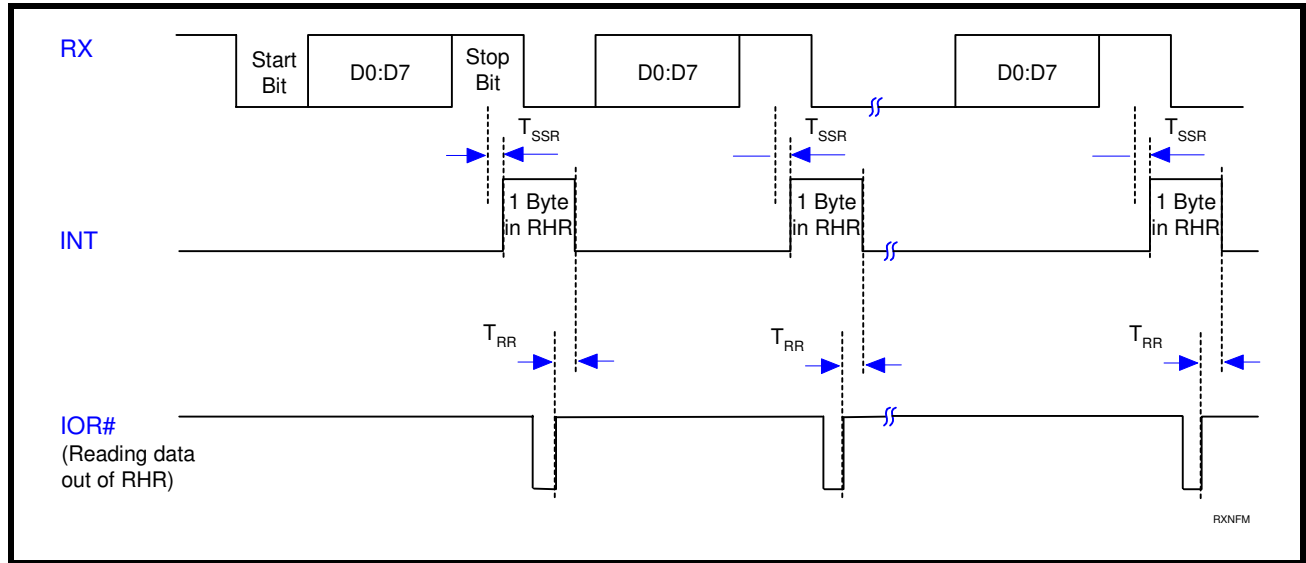 RX
Start
Bit
D0:D7
Stop
Bit
D0:D7
D0:D7
TSSR
TSSR
TSSR
INT
1 Byte
in RHR
1 Byte
in RHR
1 Byte
in RHR
TRR
TRR
TRR
IOR#
(Reading data
out of RHR)
RXNFM